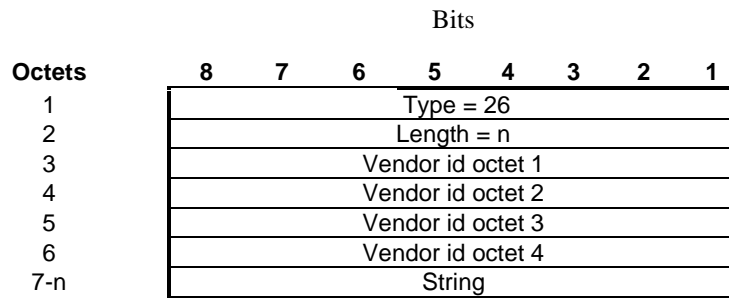 Bits
Octets 8 7 6 5 4 3 2 1
1 Type = 26
2 Length = n
3 Vendor id octet 1
4 Vendor id octet 2
5 Vendor id octet 3
6 Vendor id octet 4
7-n String